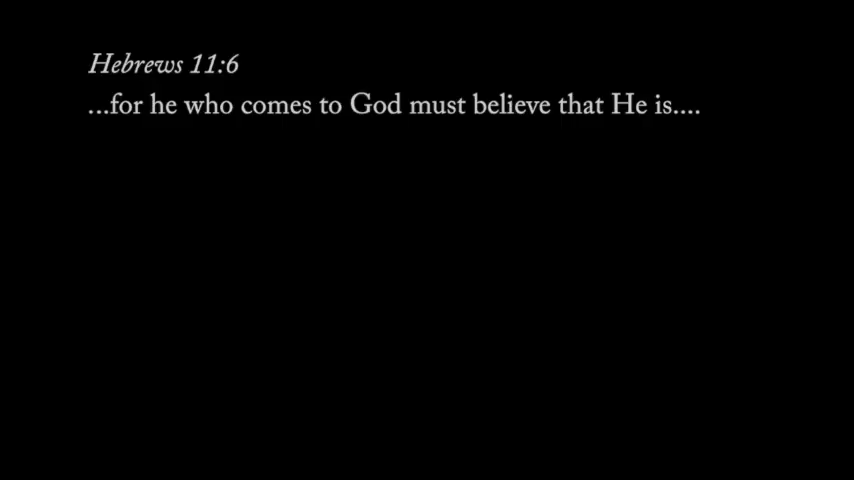 Hebrews 11:6
...for he who comes to God must believe that He is....